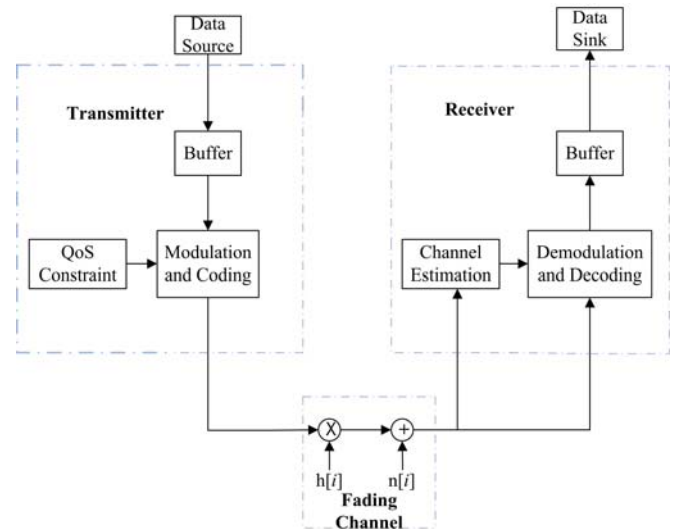 Data
Source
Data
Sink
Transmitter
Receiver
Buffer
Buffer
QoS
Constraint
Modulation
and Coding
Channel
Estimation
Demodulation
and Decoding
X
+
h[i]
n[i]
Fading
Channel